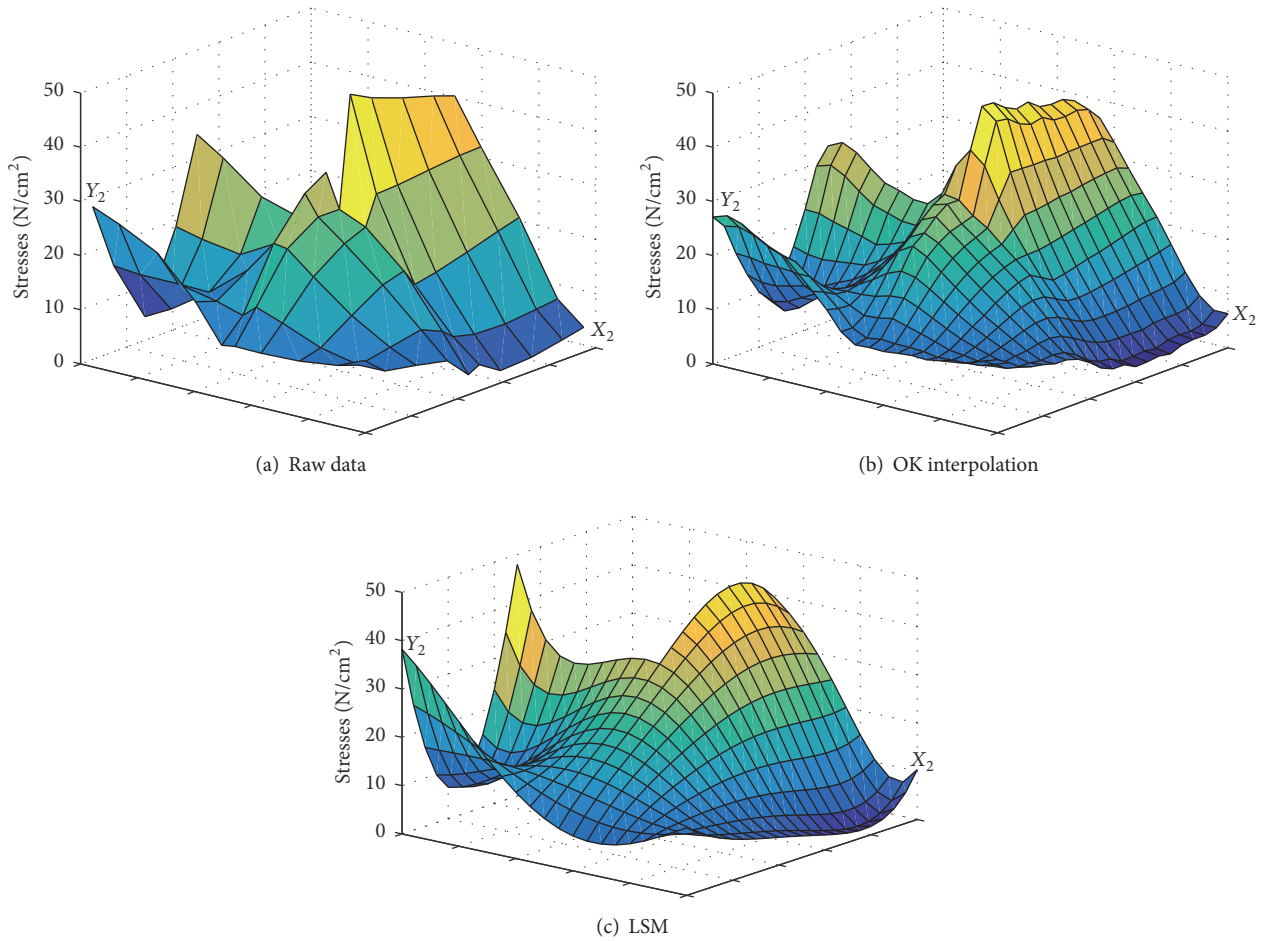 50
40
30
20
10
0
Stresses (N/cm²)
Y₂
X₂
(a) Raw data
50
40
30
20
10
0
Stresses (N/cm²)
Y₂
X₂
(b) OK interpolation
50
40
30
20
10
0
Stresses (N/cm²)
Y₂
X₂
(c) LSM